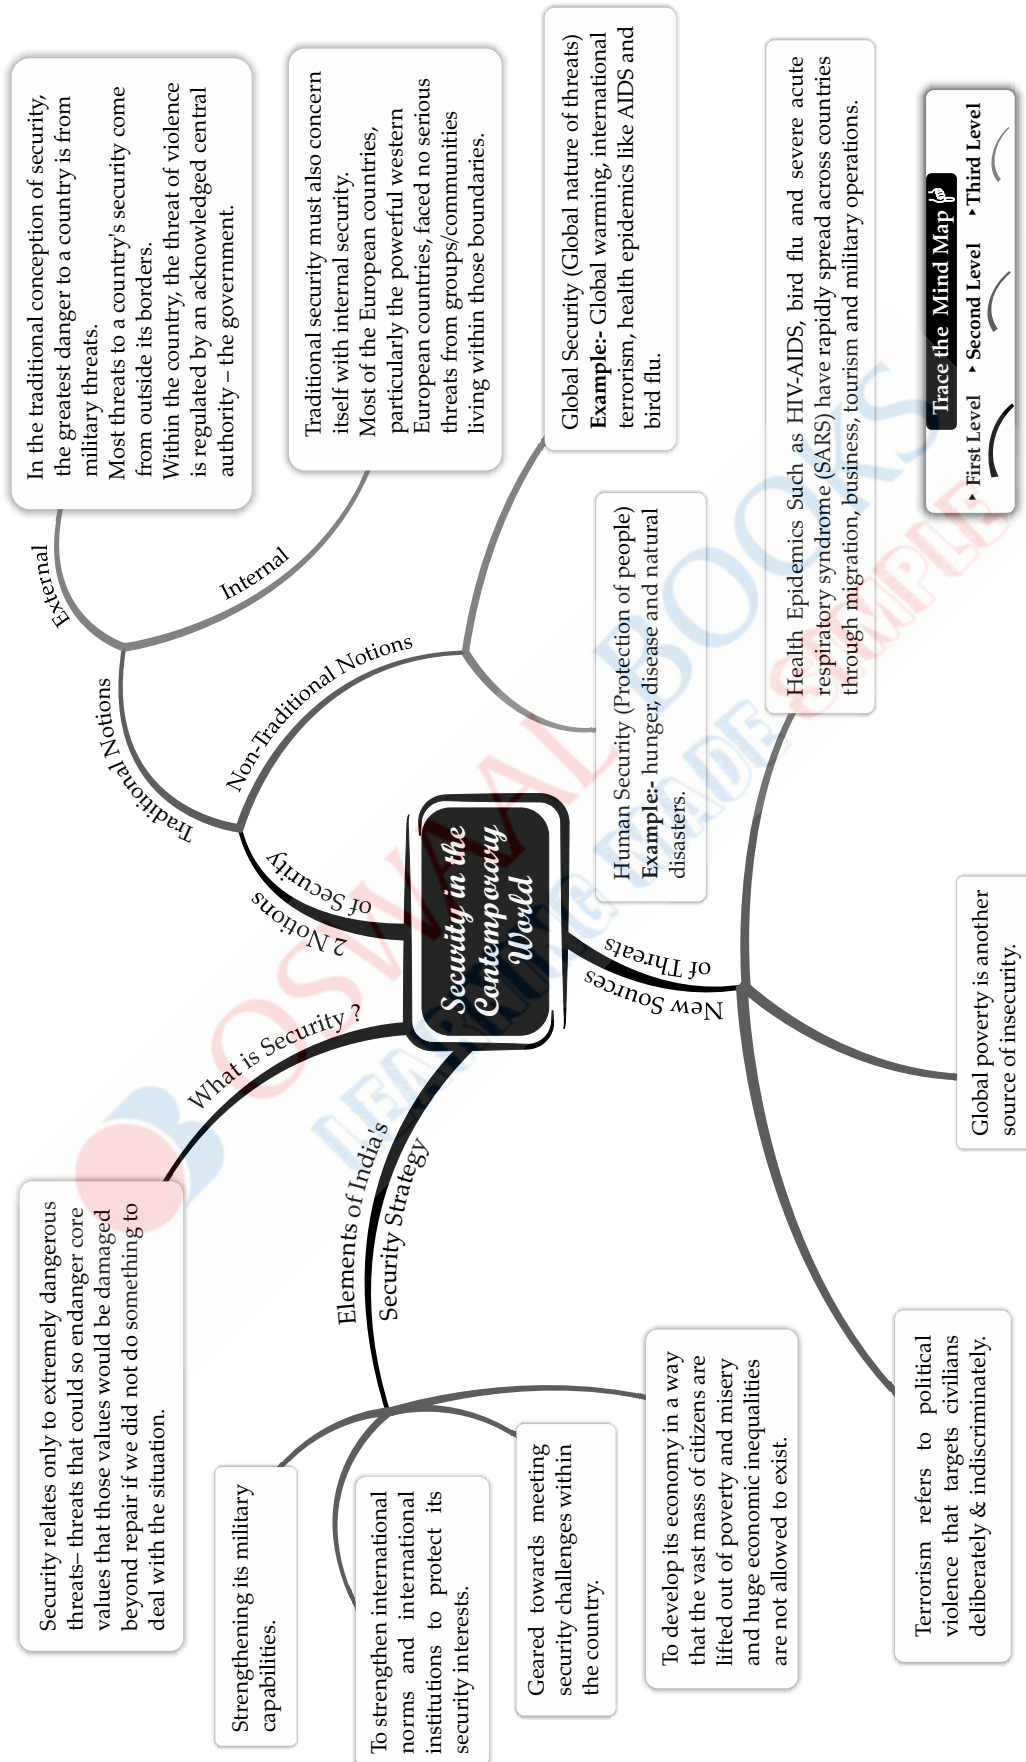 Security in the
Contemporary
World
What is Security ?
Security relates only to extremely dangerous
threats– threats that could so endanger core
values that those values would be damaged
beyond repair if we did not do something to
deal with the situation.
2 Notions
of Security
Traditional Notions
External
In the traditional conception of security,
the greatest danger to a country is from
military threats.
Most threats to a country's security come
from outside its borders.
Within the country, the threat of violence
is regulated by an acknowledged central
authority – the government.
Internal
Traditional security must also concern
itself with internal security.
Most of the European countries,
particularly the powerful western
European countries, faced no serious
threats from groups/communities
living within those boundaries.
Non-Traditional Notions
Global Security (Global nature of threats)
Example:- Global warming, international
terrorism, health epidemics like AIDS and
bird flu.
Human Security (Protection of people)
Example:- hunger, disease and natural
disasters.
New Sources
of Threats
Health Epidemics Such as HIV-AIDS, bird flu and severe acute
respiratory syndrome (SARS) have rapidly spread across countries
through migration, business, tourism and military operations.
Global poverty is another
source of insecurity.
Terrorism refers to political
violence that targets civilians
deliberately & indiscriminately.
Elements of India's
Security Strategy
Strengthening its military
capabilities.
To strengthen international
norms and international
institutions to protect its
security interests.
Geared towards meeting
security challenges within
the country.
To develop its economy in a way
that the vast mass of citizens are
lifted out of poverty and misery
and huge economic inequalities
are not allowed to exist.
Trace the Mind Map
First Level
Second Level
Third Level
OSWAAL BOOKS
LEARNING MADE SIMPLE